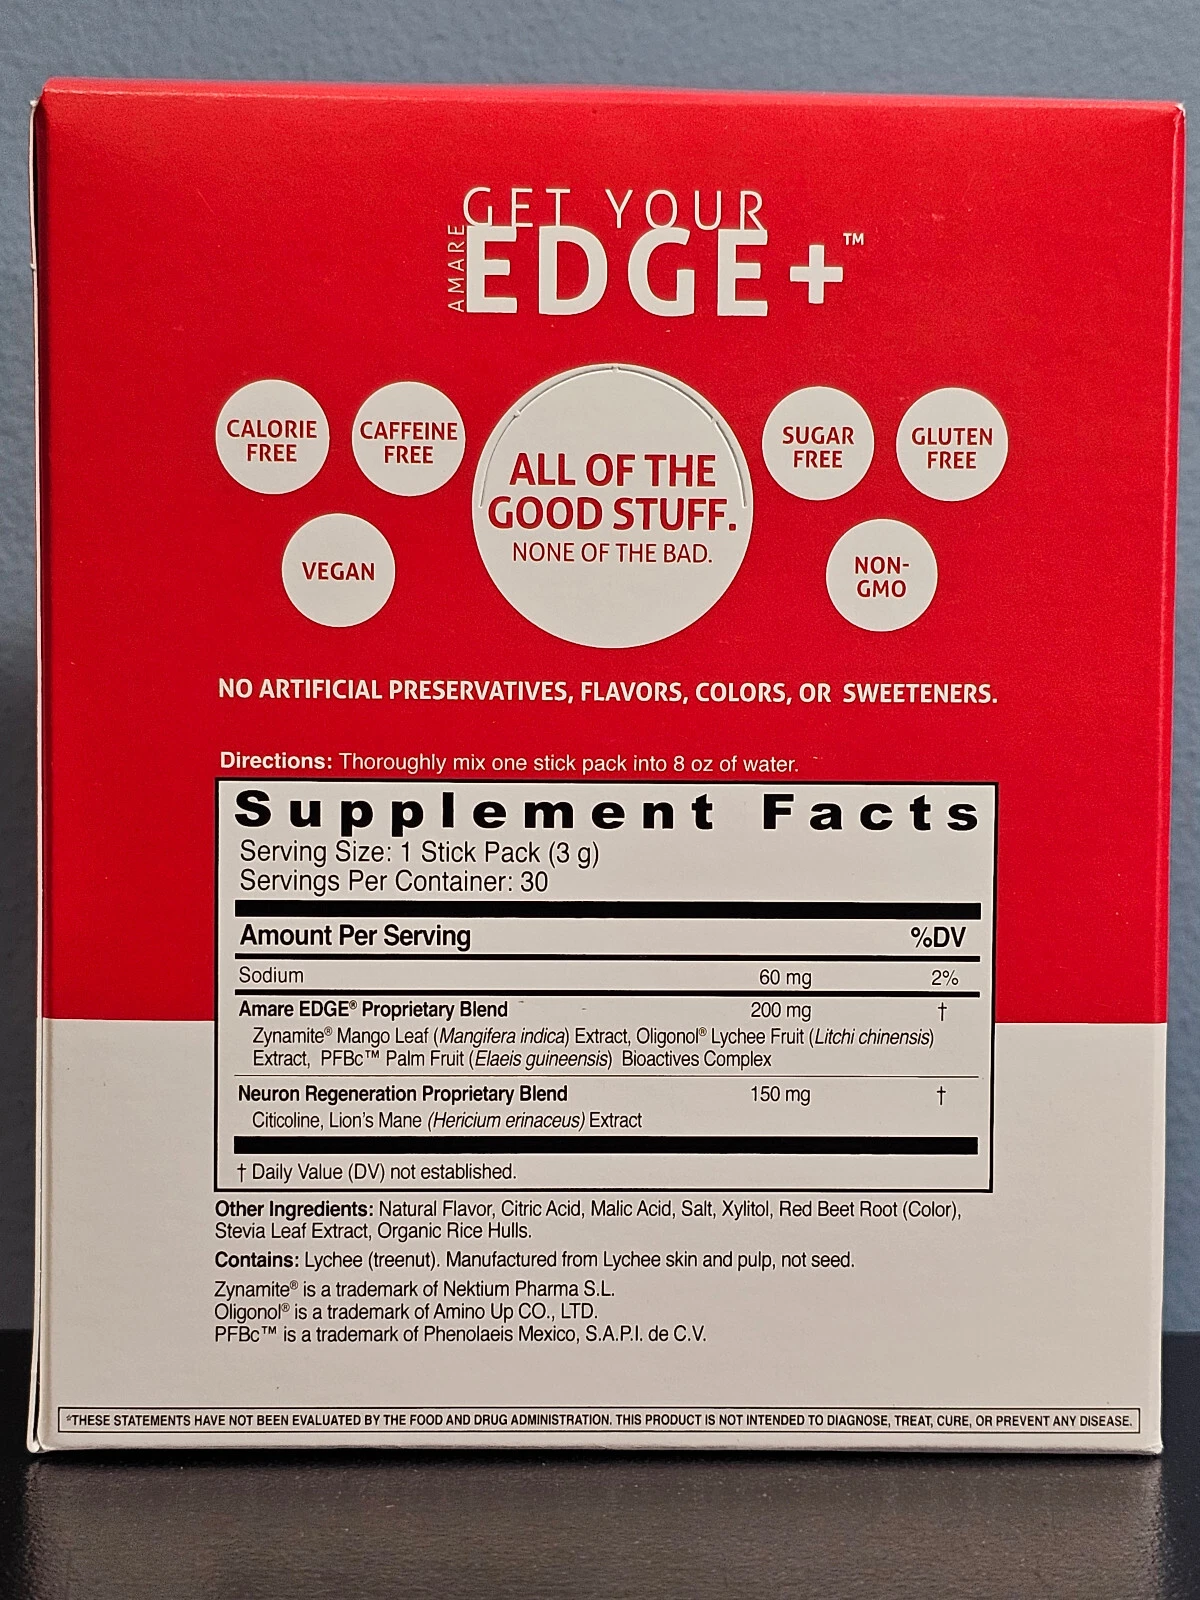 GET YOUR
AMARE
EDGE+™
CALORIE
FREE
CAFFEINE
FREE
ALL OF THE
GOOD STUFF.
NONE OF THE BAD.
SUGAR
FREE
GLUTEN
FREE
VEGAN
NON-
GMO
NO ARTIFICIAL PRESERVATIVES, FLAVORS, COLORS, OR SWEETENERS.
Directions: Thoroughly mix one stick pack into 8 oz of water.
Supplement Facts
Serving Size: 1 Stick Pack (3 g)
Servings Per Container: 30
Amount Per Serving %DV
Sodium 60 mg 2%
Amare EDGE® Proprietary Blend 200 mg †
Zynamite® Mango Leaf (Mangifera indica) Extract, Oligonol® Lychee Fruit (Litchi chinensis)
Extract, PFBc™ Palm Fruit (Elaeis guineensis) Bioactives Complex
Neuron Regeneration Proprietary Blend 150 mg †
Citicoline, Lion's Mane (Hericium erinaceus) Extract
† Daily Value (DV) not established.
Other Ingredients: Natural Flavor, Citric Acid, Malic Acid, Salt, Xylitol, Red Beet Root (Color),
Stevia Leaf Extract, Organic Rice Hulls.
Contains: Lychee (treenut). Manufactured from Lychee skin and pulp, not seed.
Zynamite® is a trademark of Nektium Pharma S.L.
Oligonol® is a trademark of Amino Up CO., LTD.
PFBc™ is a trademark of Phenolaeis Mexico, S.A.P.I. de C.V.
*THESE STATEMENTS HAVE NOT BEEN EVALUATED BY THE FOOD AND DRUG ADMINISTRATION. THIS PRODUCT IS NOT INTENDED TO DIAGNOSE, TREAT, CURE, OR PREVENT ANY DISEASE.